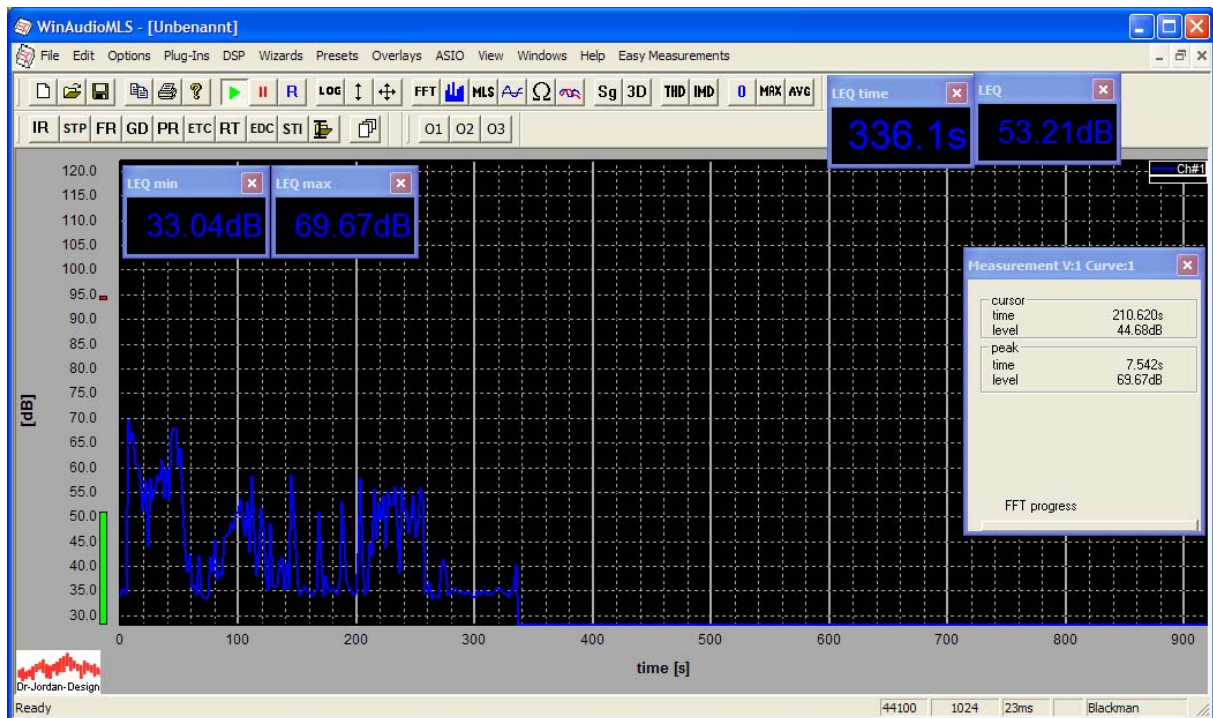 WinAudioMLS - [Unbenannt]
File Edit Options Plug-Ins DSP Wizards Presets Overlays ASIO View Windows Help Easy Measurements
R LOG FFT MLS Ω Sg 3D THD IMD 0 MAX AVG
IR STP FR GD PR ETC RT EDC STI O1 O2 O3
LEQ time
336.1s
LEQ
53.21dB
LEQ min
33.04dB
LEQ max
69.67dB
Ch#1
Measurement V:1 Curve:1
cursor
time 210.620s
level 44.68dB
peak
time 7.542s
level 69.67dB
FFT progress
[dB]
120.0
115.0
110.0
105.0
100.0
95.0
90.0
85.0
80.0
75.0
70.0
65.0
60.0
55.0
50.0
45.0
40.0
35.0
30.0
0 100 200 300 400 500 600 700 800 900
time [s]
Dr-Jordan-Design
Ready 44100 1024 23ms Blackman